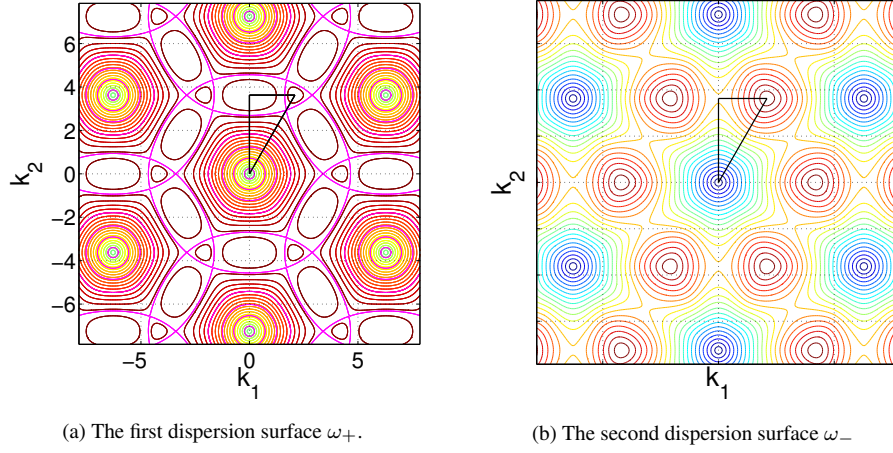 6
4
2
0
−2
−4
−6
k2
−5
0
5
k1
k2
k1
(a) The first dispersion surface ω+.
(b) The second dispersion surface ω−